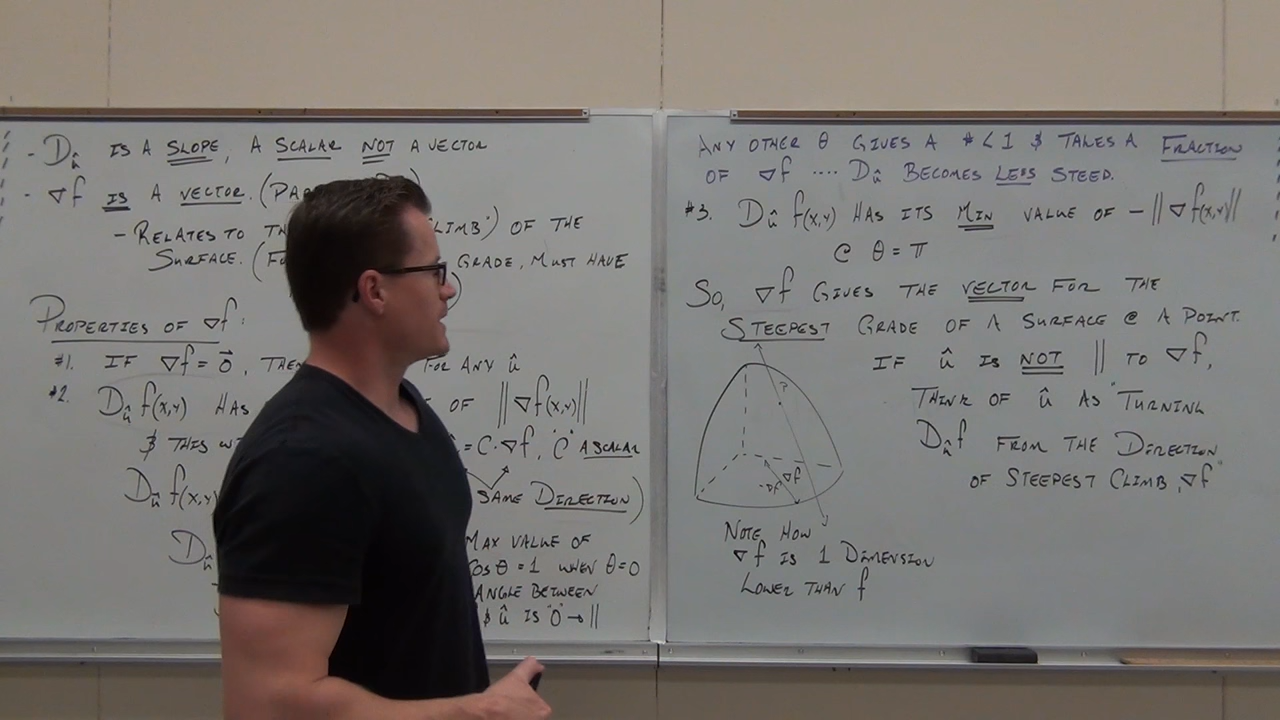 - Dû IS A SLOPE, A SCALAR NOT A VECTOR
- ∇f IS A VECTOR. (PAR
- RELATES TO TH CLIMB") OF THE
SURFACE. (FO GRADE, MUST HAVE
PROPERTIES OF ∇f:
#1. IF ∇f = 0⃗, THEN FOR ANY û
#2. Dû f(x,y) HAS OF ||∇f(x,y)||
$ THIS WI = C·∇f, "C" A SCALAR
Dû f(x,y) SAME DIRECTION)
Dû MAX VALUE OF
COS θ = 1 WHEN θ = 0
ANGLE BETWEEN
$ û IS "0" → ||
ANY OTHER θ GIVES A # < 1 $ TAKES A FRACTION
OF ∇f .... Dû BECOMES LESS STEED.
#3. Dû f(x,y) HAS ITS MIN VALUE OF - ||∇f(x,y)||
@ θ = π
SO, ∇f GIVES THE VECTOR FOR THE
STEEPEST GRADE OF A SURFACE @ A POINT.
IF û IS NOT || TO ∇f,
THINK OF û AS "TURNING
Dûf FROM THE DIRECTION
OF STEEPEST CLIMB, ∇f"
?
∇f
-∇f
NOTE HOW
∇f IS 1 DIMENSION
LOWER THAN f